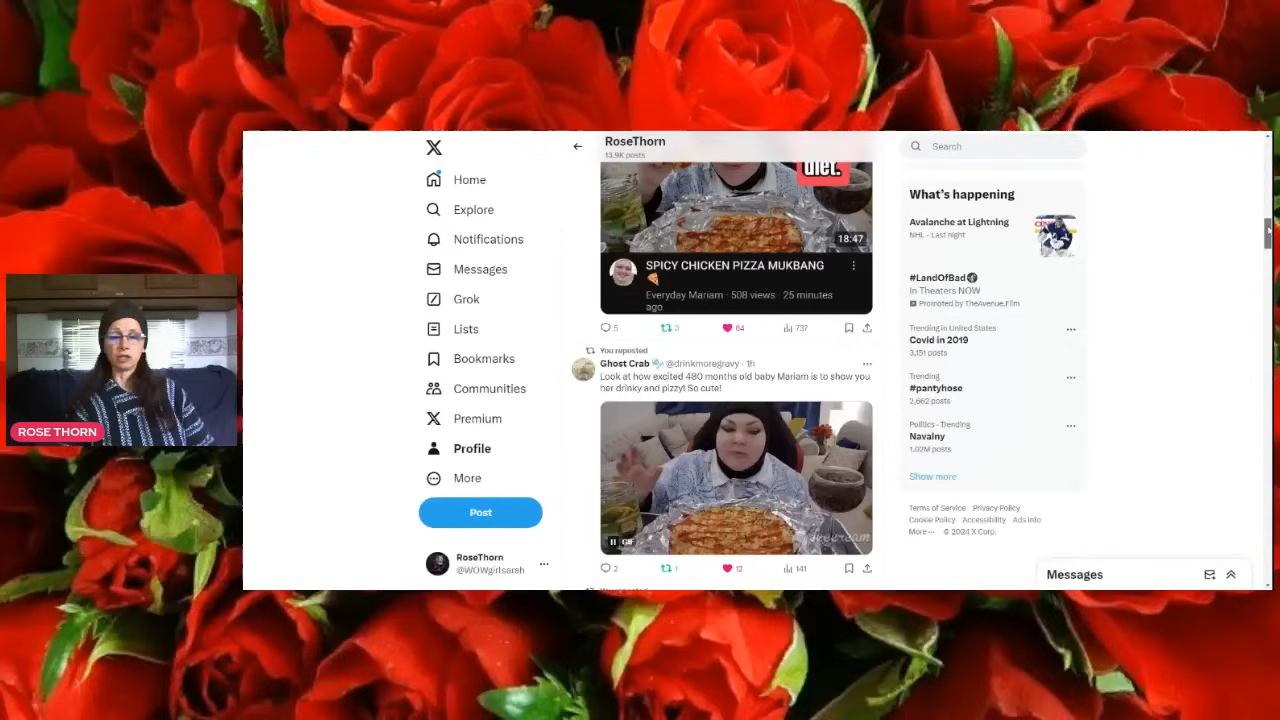 RoseThorn
13.9K posts
Home
Explore
Notifications
Messages
Grok
Lists
Bookmarks
Communities
Premium
Profile
More
Post
RoseThorn
@WOWgirlsarah
ROSE THORN
diet.
18:47
SPICY CHICKEN PIZZA MUKBANG
Everyday Mariam · 508 views · 25 minutes
ago
5 3 64 737
You reposted
Ghost Crab @drinkmoregravy · 1h
Look at how excited 480 months old baby Mariam is to show you
her drinky and pizzy! So cute!
GIF
2 1 12 141
Search
What's happening
Avalanche at Lightning
NHL · Last night
#LandOfBad
In Theaters NOW
Promoted by TheAvenue.Film
Trending in United States
Covid in 2019
3,151 posts
Trending
#pantyhose
2,662 posts
Politics · Trending
Navalny
1.02M posts
Show more
Terms of Service Privacy Policy
Cookie Policy Accessibility Ads info
More ··· © 2024 X Corp.
Messages